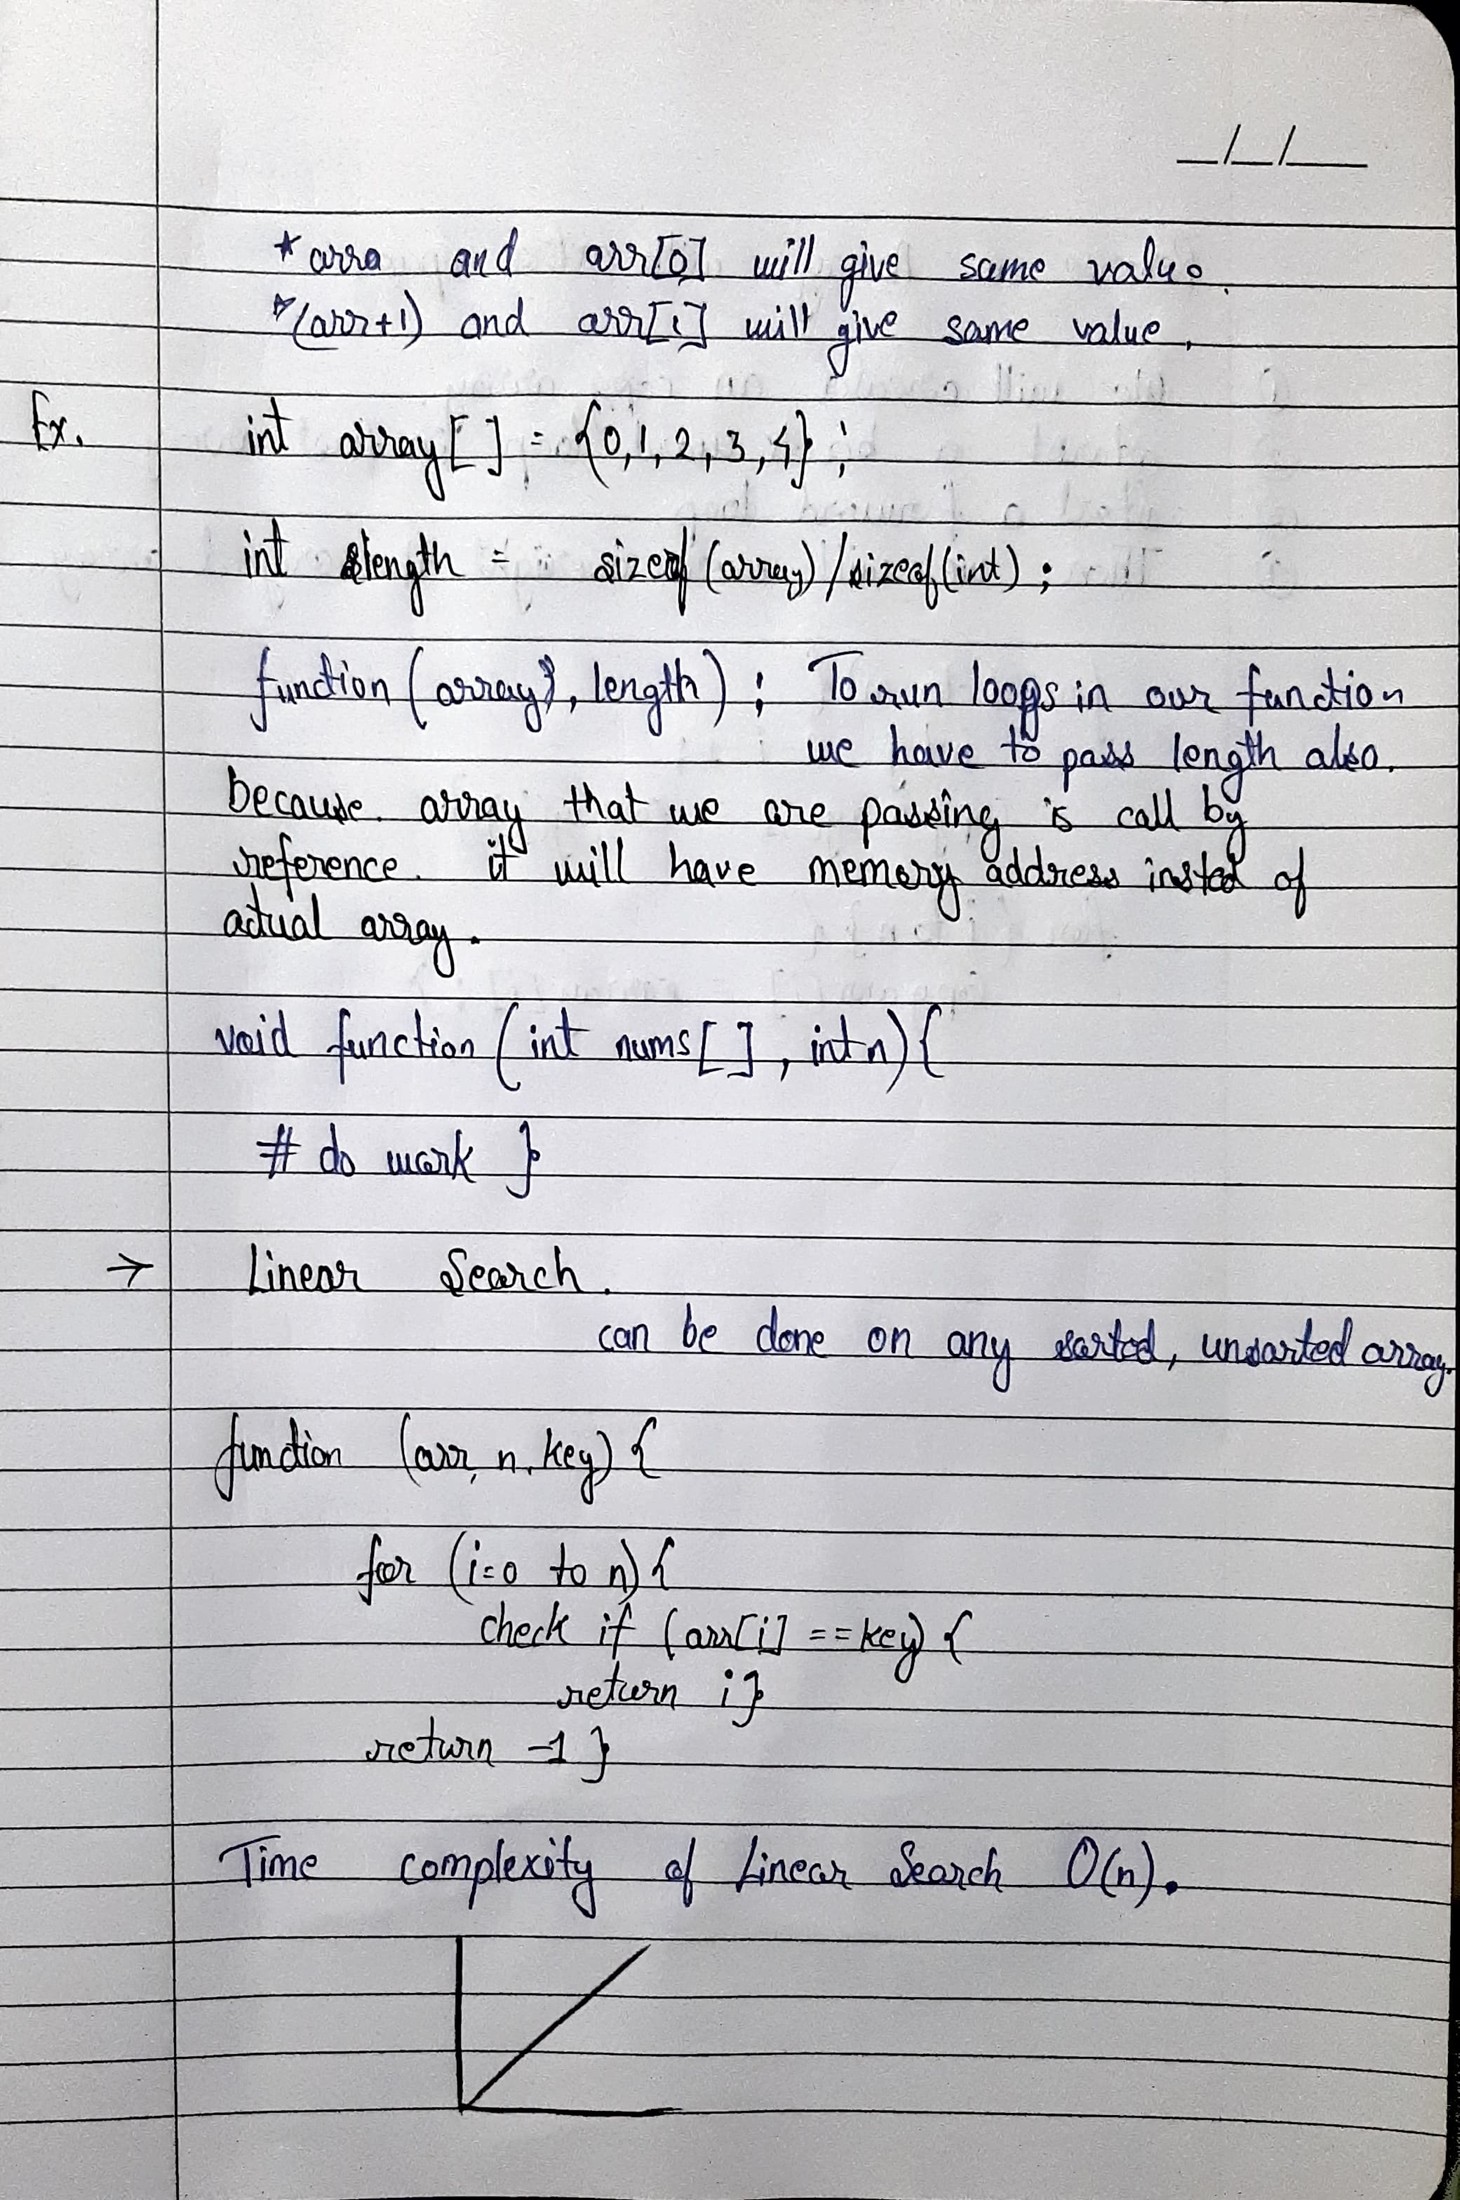 _/_/__
*arra and arr[0] will give same value.
*(arr+1) and arr[i] will give same value,
Ex. int array[ ] = {0,1,2,3,4};
int length = sizeof(array)/sizeof(int);
function(array, length); To run loops in our function
we have to pass length also.
because. array that we are passing is call by
reference. it will have memory address insted of
actual array.
void function(int nums[ ], int n){
# do work }
→ Linear Search.
can be done on any sorted, unsorted array.
function (arr, n, key){
for (i=0 to n){
check if (arr[i] == key){
return i}
return -1 }
Time complexity of Linear Search O(n).